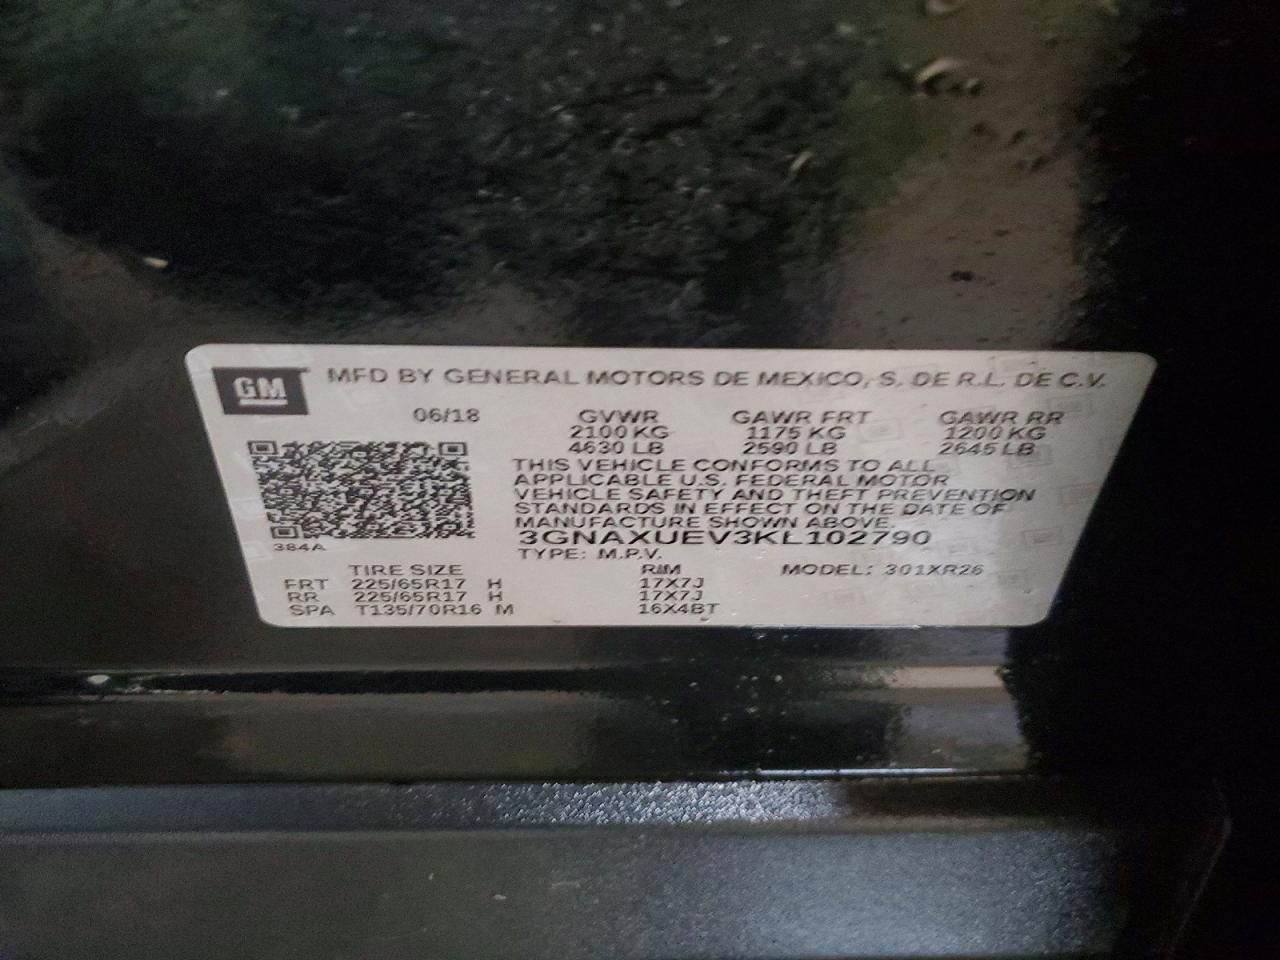 GM MFD BY GENERAL MOTORS DE MEXICO, S. DE R.L. DE C.V.
06/18 GVWR GAWR FRT GAWR RR
2100 KG 1175 KG 1200 KG
4630 LB 2590 LB 2645 LB
THIS VEHICLE CONFORMS TO ALL
APPLICABLE U.S. FEDERAL MOTOR
VEHICLE SAFETY AND THEFT PREVENTION
STANDARDS IN EFFECT ON THE DATE OF
MANUFACTURE SHOWN ABOVE.
3GNAXUEV3KL102790
384A
TYPE: M.P.V.
TIRE SIZE RIM MODEL: 301XR26
FRT 225/65R17 H 17X7J
RR 225/65R17 H 17X7J
SPA T135/70R16 M 16X4BT